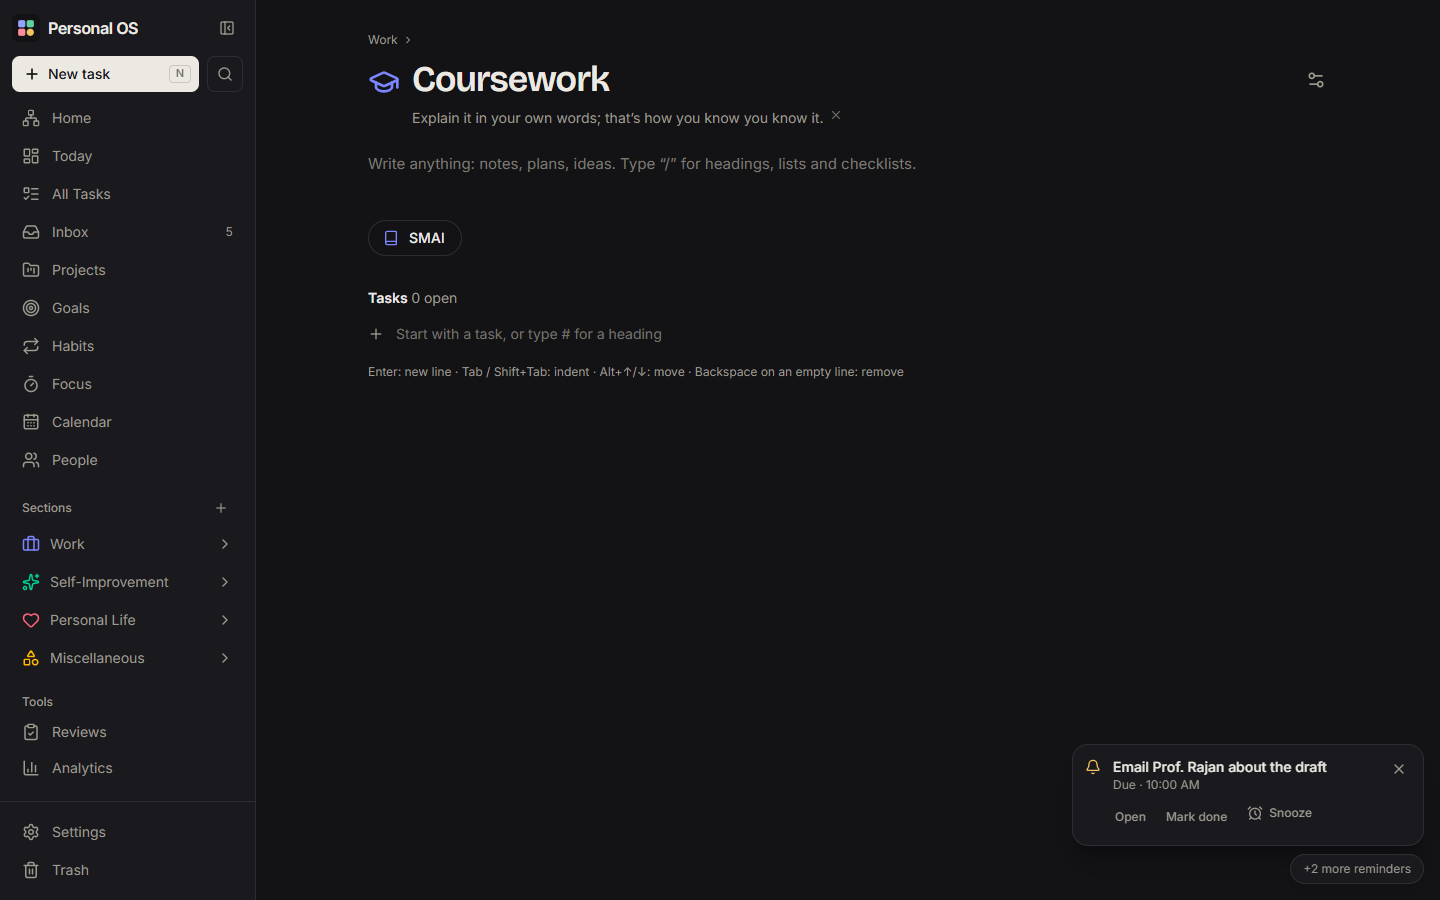 Personal OS
New task N
Home
Today
All Tasks
Inbox 5
Projects
Goals
Habits
Focus
Calendar
People
Sections
Work
Self-Improvement
Personal Life
Miscellaneous
Tools
Reviews
Analytics
Settings
Trash
Work
Coursework
Explain it in your own words; that’s how you know you know it.
Write anything: notes, plans, ideas. Type “/” for headings, lists and checklists.
SMAI
Tasks 0 open
Start with a task, or type # for a heading
Enter: new line · Tab / Shift+Tab: indent · Alt+↑/↓: move · Backspace on an empty line: remove
Email Prof. Rajan about the draft
Due · 10:00 AM
Open Mark done Snooze
+2 more reminders